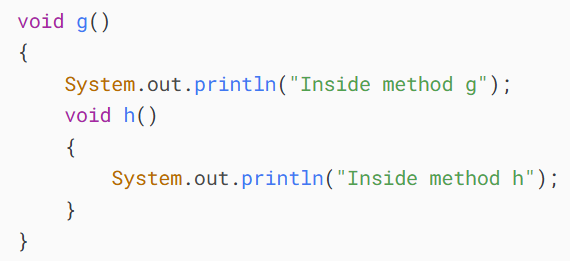 void g()
{
    System.out.println("Inside method g");
    void h()
    {
        System.out.println("Inside method h");
    }
}